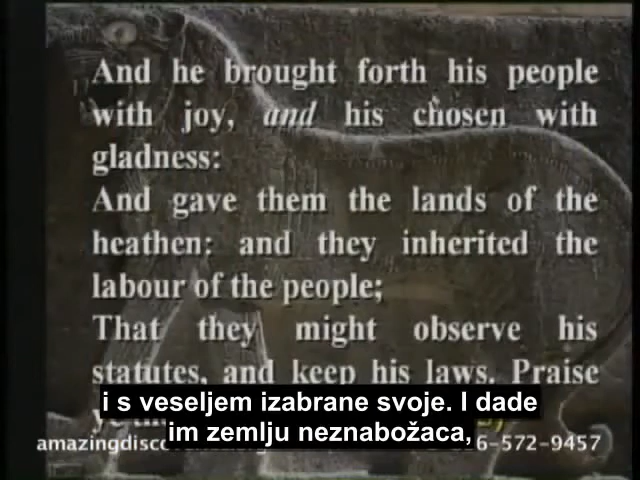 And he brought forth his people
with joy, and his chosen with
gladness:
And gave them the lands of the
heathen: and they inherited the
labour of the people;
That they might observe his
statutes, and keep his laws. Praise
i s veseljem izabrane svoje. I dade
im zemlju neznabožaca,
6-572-9457